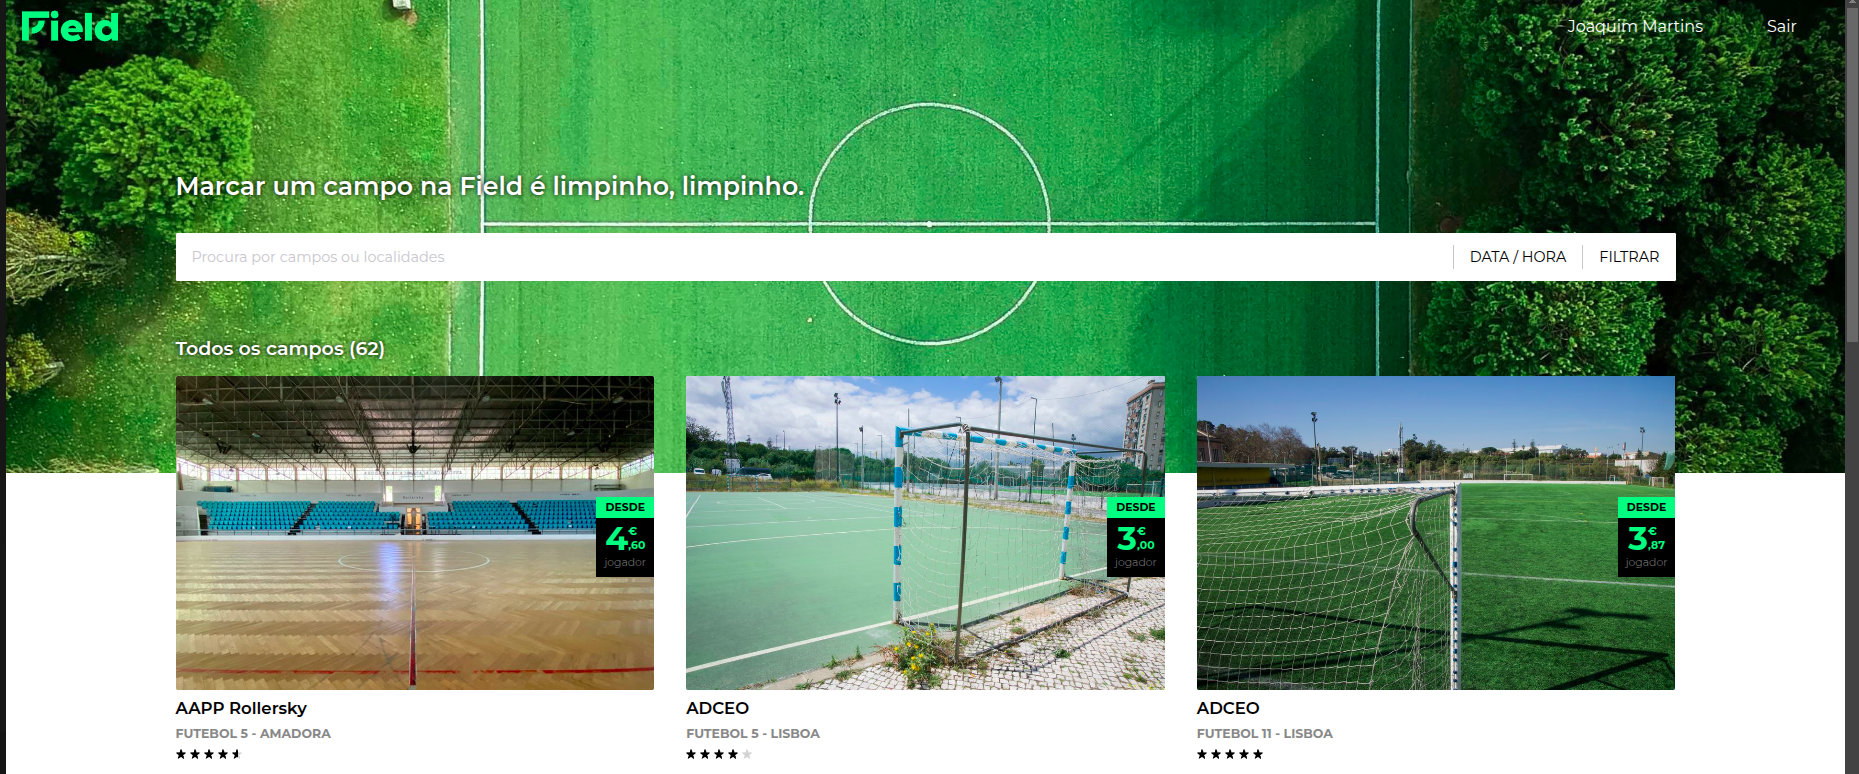 Field
Joaquim Martins
Sair
Marcar um campo na Field é limpinho, limpinho.
Procura por campos ou localidades
DATA / HORA
FILTRAR
Todos os campos (62)
DESDE
4€,60
jogador
DESDE
3€,00
jogador
DESDE
3€,87
jogador
AAPP Rollersky
FUTEBOL 5 - AMADORA
ADCEO
FUTEBOL 5 - LISBOA
ADCEO
FUTEBOL 11 - LISBOA